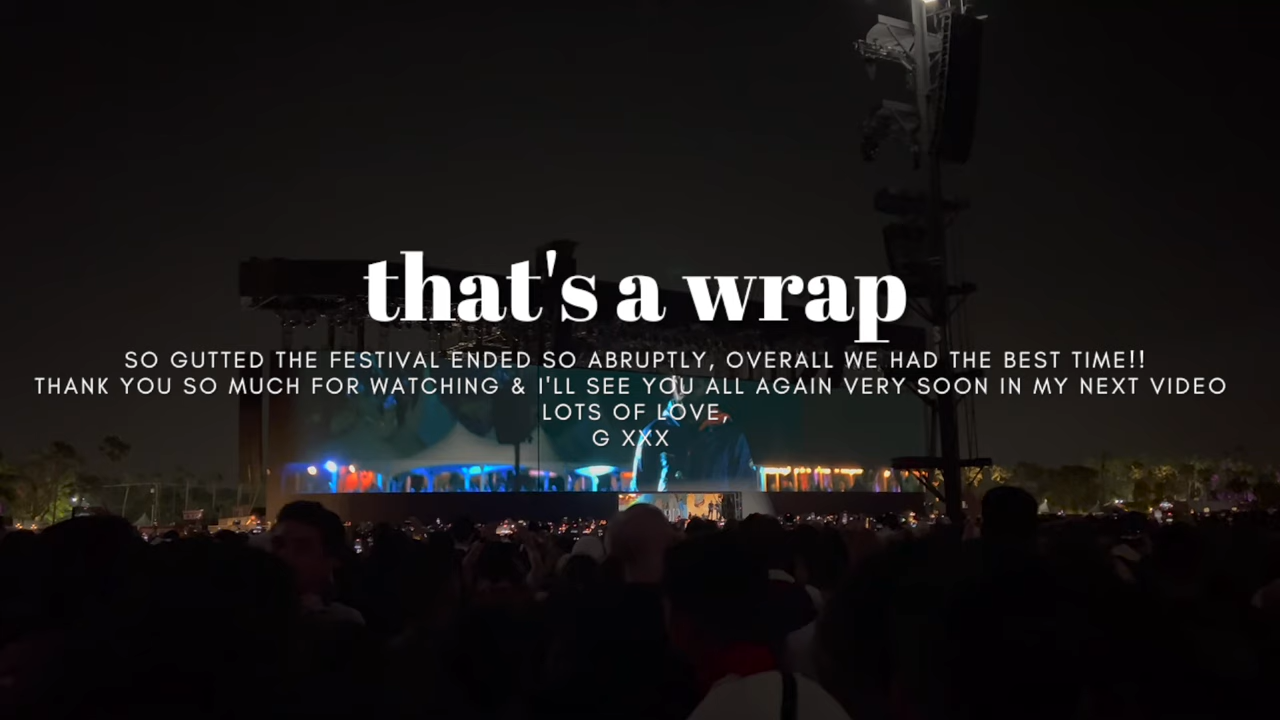 that's a wrap
SO GUTTED THE FESTIVAL ENDED SO ABRUPTLY, OVERALL WE HAD THE BEST TIME!!
THANK YOU SO MUCH FOR WATCHING & I'LL SEE YOU ALL AGAIN VERY SOON IN MY NEXT VIDEO
LOTS OF LOVE,
G XXX